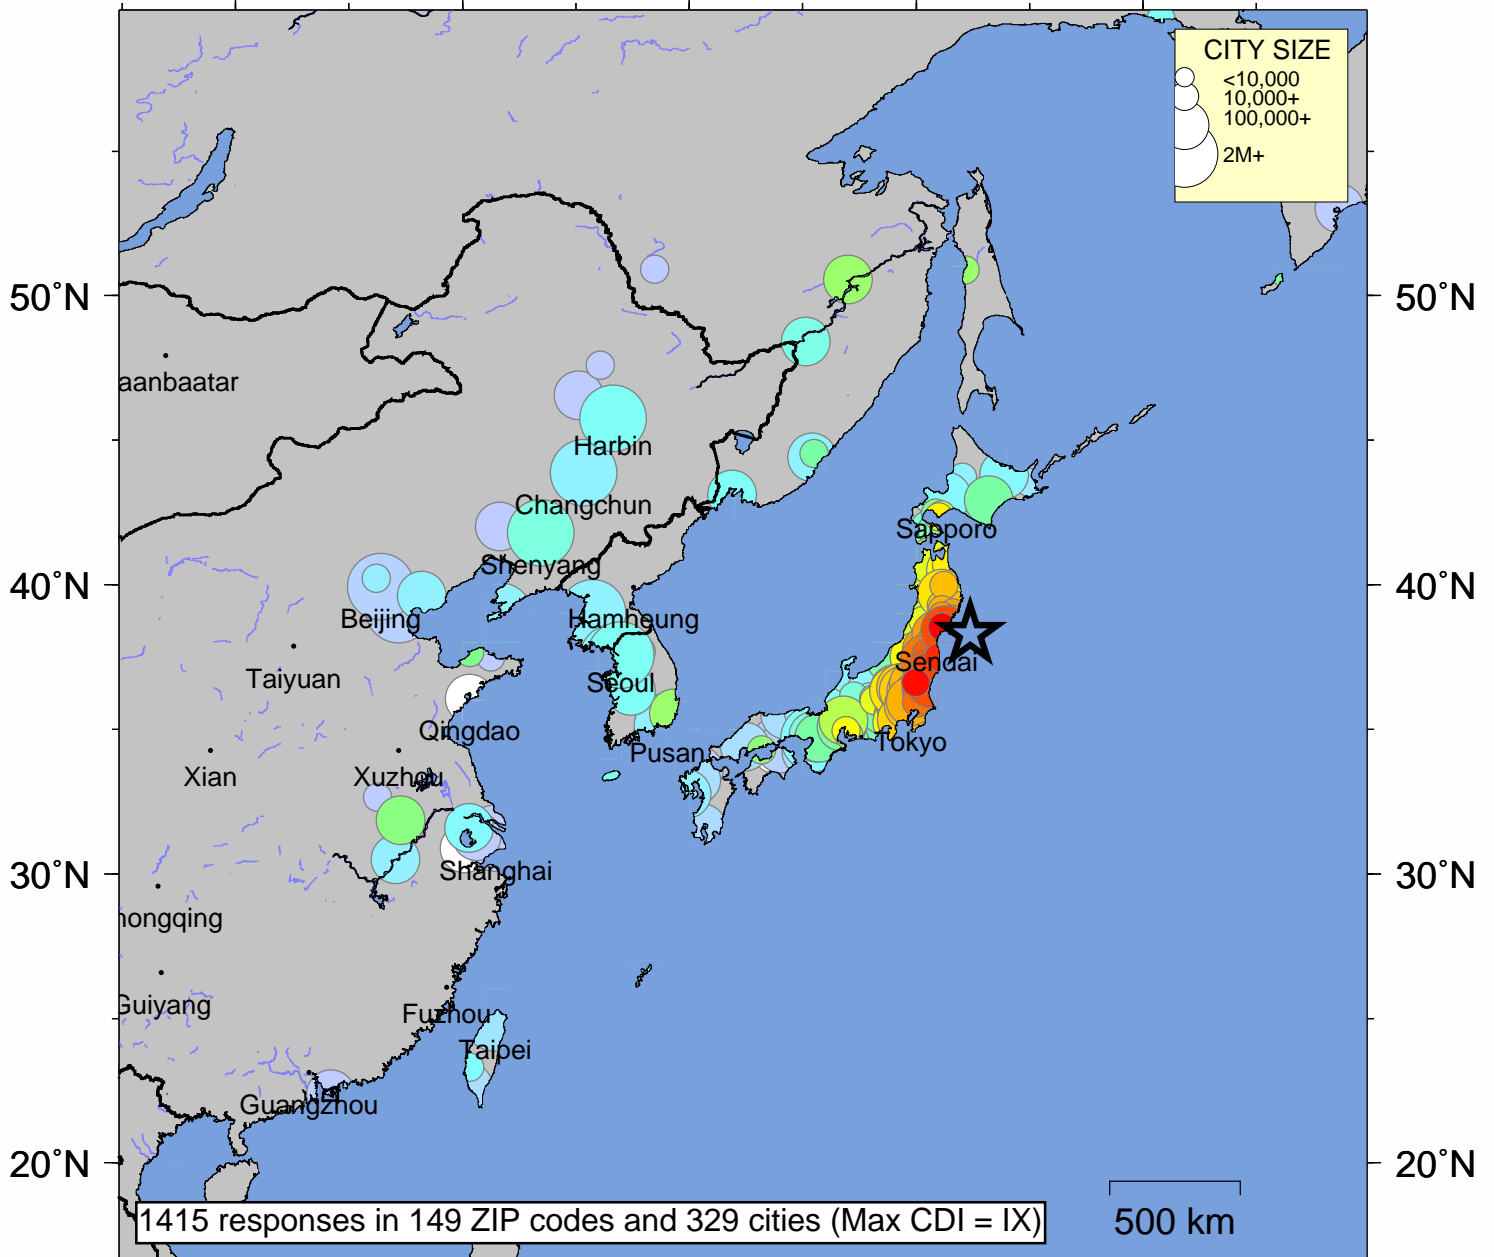 CITY SIZE
<10,000
10,000+
100,000+
2M+
50˚N
50˚N
aanbaatar
Harbin
Changchun
Sapporo
Shenyang
40˚N
40˚N
Beijing
Hamheung
Sendai
Taiyuan
Seoul
Qingdao
Tokyo
Pusan
Xian
Xuzhou
30˚N
30˚N
Shanghai
hongqing
Guiyang
Fuzhou
Taipei
Guangzhou
20˚N
20˚N
1415 responses in 149 ZIP codes and 329 cities (Max CDI = IX)
500 km